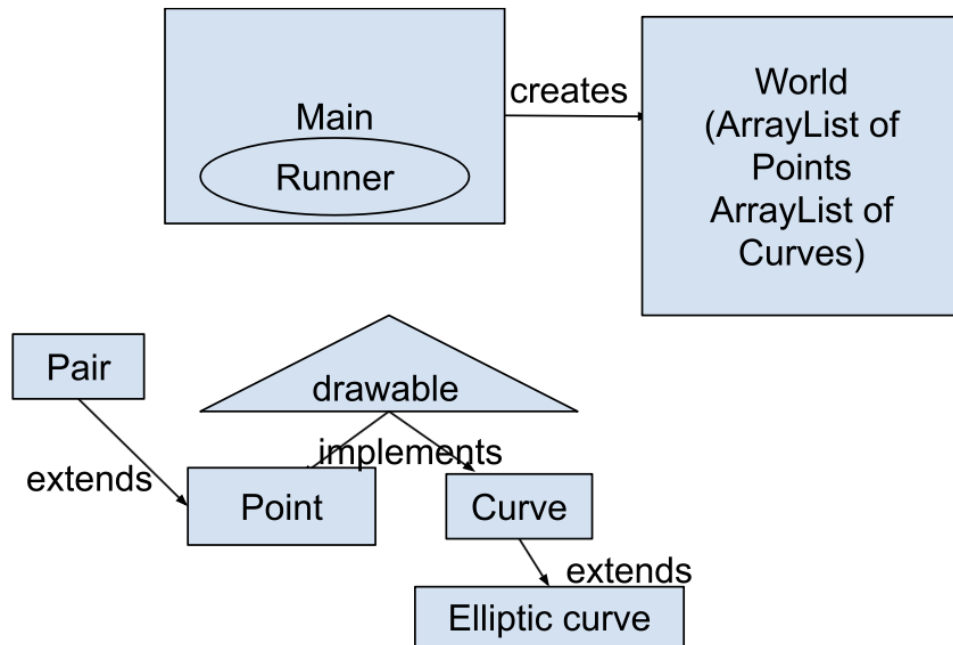 creates
Main
Runner
World
(ArrayList of
Points
ArrayList of
Curves)
Pair
drawable
extends
implements
Point
Curve
extends
Elliptic curve